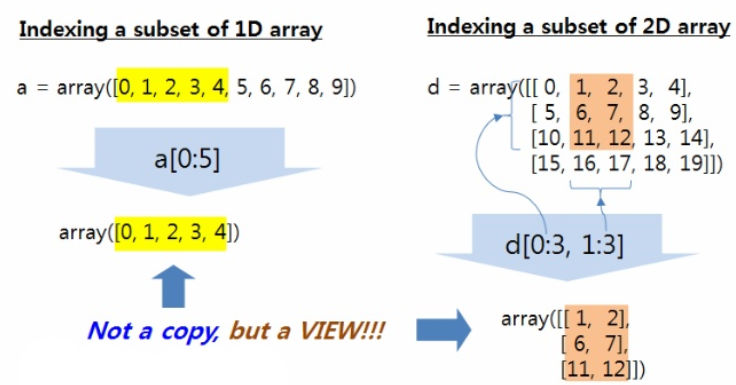 Indexing a subset of 1D array
a = array([0, 1, 2, 3, 4, 5, 6, 7, 8, 9])
a[0:5]
array([0, 1, 2, 3, 4])
Indexing a subset of 2D array
d = array([[ 0, 1, 2, 3, 4],
[ 5, 6, 7, 8, 9],
[10, 11, 12, 13, 14],
[15, 16, 17, 18, 19]])
d[0:3, 1:3]
Not a copy, but a VIEW!!!
array([[ 1, 2],
[ 6, 7],
[11, 12]])